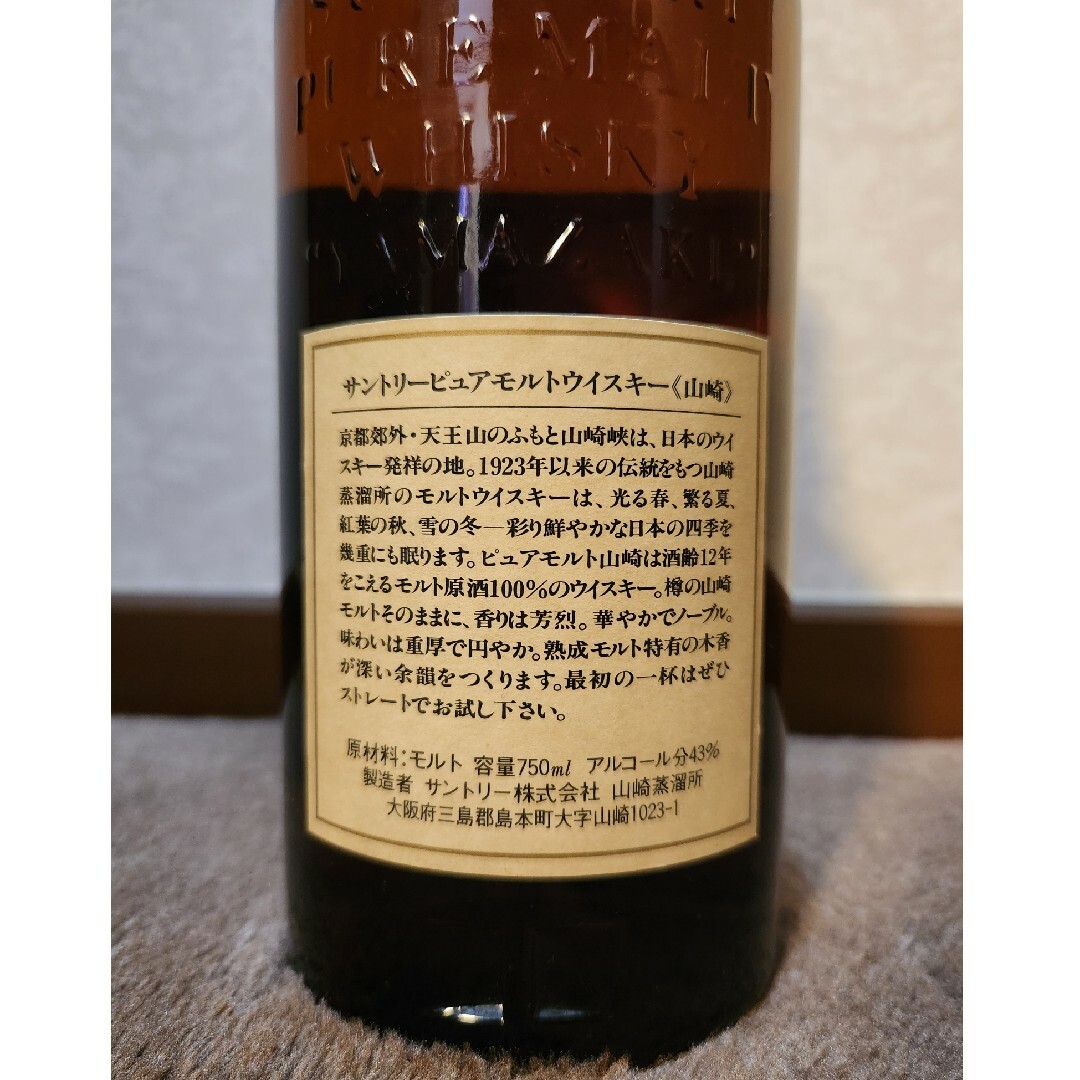 PURE MALT
WHISKY
"YAMAZAKI"
サントリーピュアモルトウイスキー《山崎》
京都郊外・天王山のふもと山崎峡は、日本のウイ
スキー発祥の地。1923年以来の伝統をもつ山崎
蒸溜所のモルトウイスキーは、光る春、繁る夏、
紅葉の秋、雪の冬—彩り鮮やかな日本の四季を
幾重にも眠ります。ピュアモルト山崎は酒齢12年
をこえるモルト原酒100%のウイスキー。樽の山崎
モルトそのままに、香りは芳烈。華やかでノーブル。
味わいは重厚で円やか。熟成モルト特有の木香
が深い余韻をつくります。最初の一杯はぜひ
ストレートでお試し下さい。
原材料:モルト 容量750ml アルコール分43%
製造者 サントリー株式会社 山崎蒸溜所
大阪府三島郡島本町大字山崎1023-1